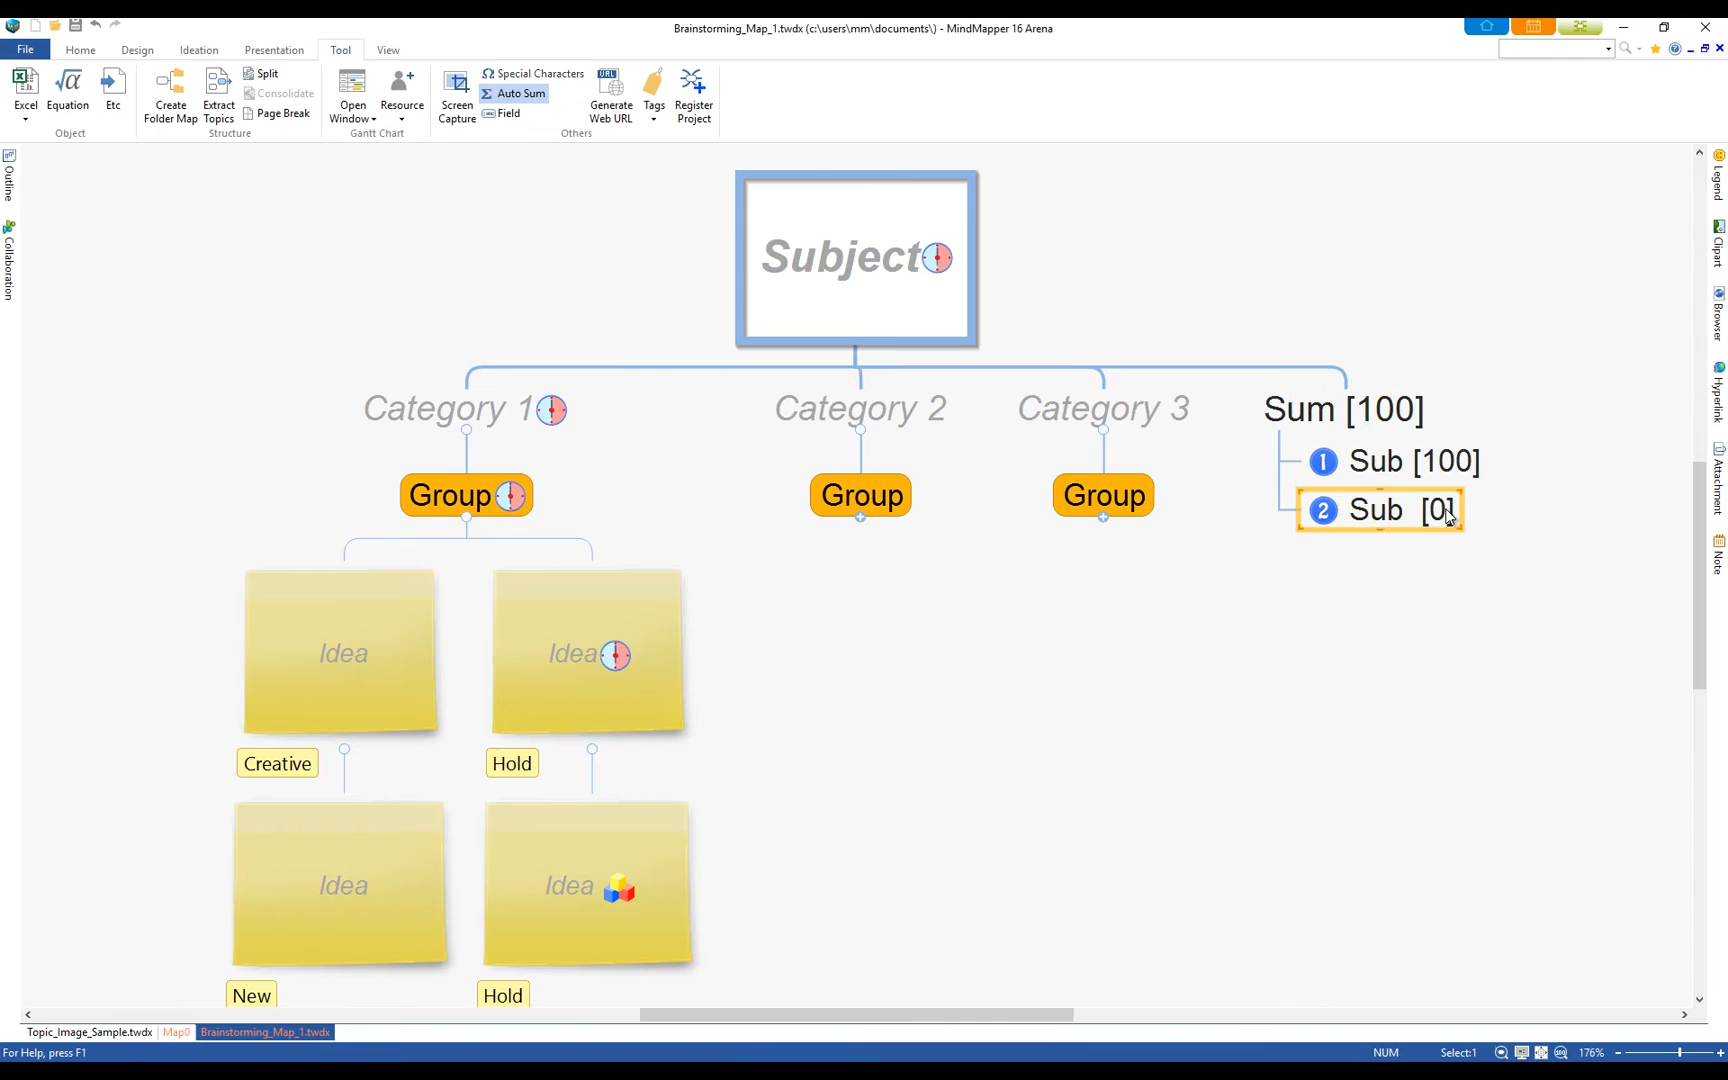 Brainstorming_Map_1.twdx (c:\users\mm\documents\) - MindMapper 16 Arena
File Home Design Ideation Presentation Tool View
Excel
Equation
Etc
Object
Create
Folder Map
Extract
Topics
Split
Consolidate
Page Break
Structure
Open
Window
Resource
Gantt Chart
Screen
Capture
Special Characters
Auto Sum
Field
URL
Generate
Web URL
Tags
Register
Project
Others
Outline
Collaboration
Legend
Clipart
Browser
Hyperlink
Attachment
Note
Subject
Category 1
Category 2
Category 3
Sum [100]
1 Sub [100]
2 Sub [0]
Group
Group
Group
Idea
Idea
Creative
Hold
Idea
Idea
New
Hold
Topic_Image_Sample.twdx Map0 Brainstorming_Map_1.twdx
For Help, press F1
NUM
Select:1
176%